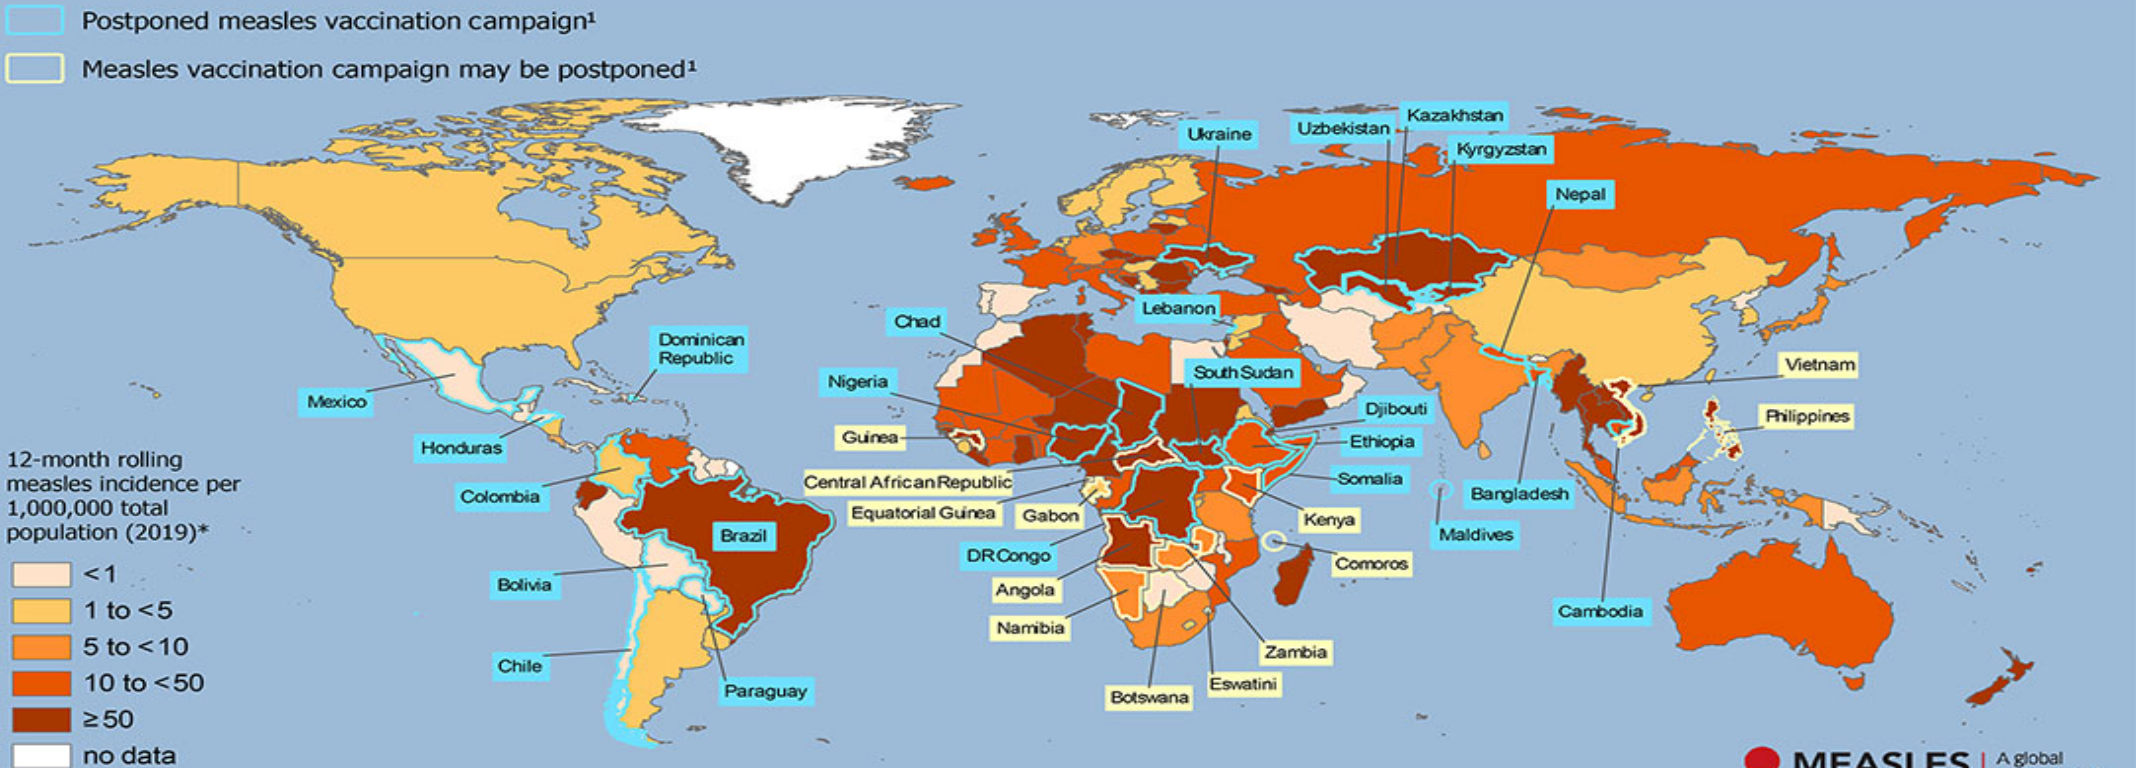 Postponed measles vaccination campaign¹
Measles vaccination campaign may be postponed¹
Ukraine
Uzbekistan
Kazakhstan
Kyrgyzstan
Nepal
Lebanon
Chad
Dominican
Republic
Mexico
Nigeria
South Sudan
Vietnam
Djibouti
Philippines
Honduras
Guinea
Ethiopia
12-month rolling
measles incidence per
1,000,000 total
population (2019)*
Colombia
Central African Republic
Somalia
Bangladesh
Equatorial Guinea
Gabon
Kenya
Brazil
Maldives
DR Congo
Comoros
Bolivia
Angola
Cambodia
Namibia
Zambia
Chile
Paraguay
Botswana
Eswatini
<1
1 to <5
5 to <10
10 to <50
≥50
no data
MEASLES
A global